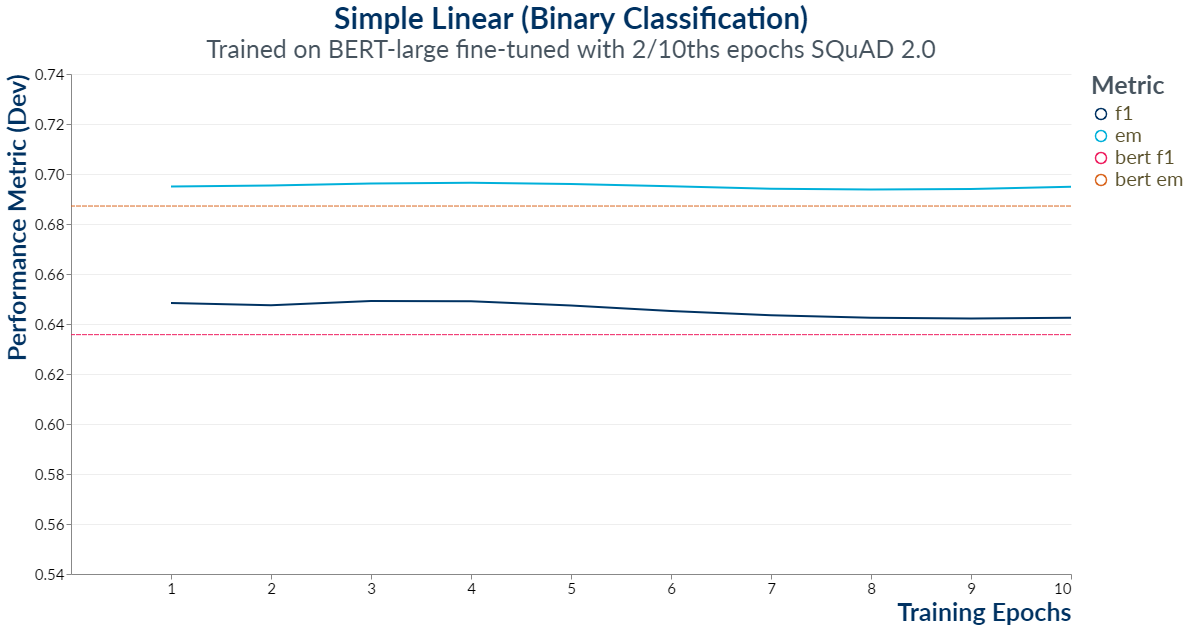 Simple Linear (Binary Classification)
Trained on BERT-large fine-tuned with 2/10ths epochs SQuAD 2.0
Performance Metric (Dev)
0.74
0.72
0.70
0.68
0.66
0.64
0.62
0.60
0.58
0.56
0.54
1 2 3 4 5 6 7 8 9 10
Training Epochs
Metric
f1
em
bert f1
bert em